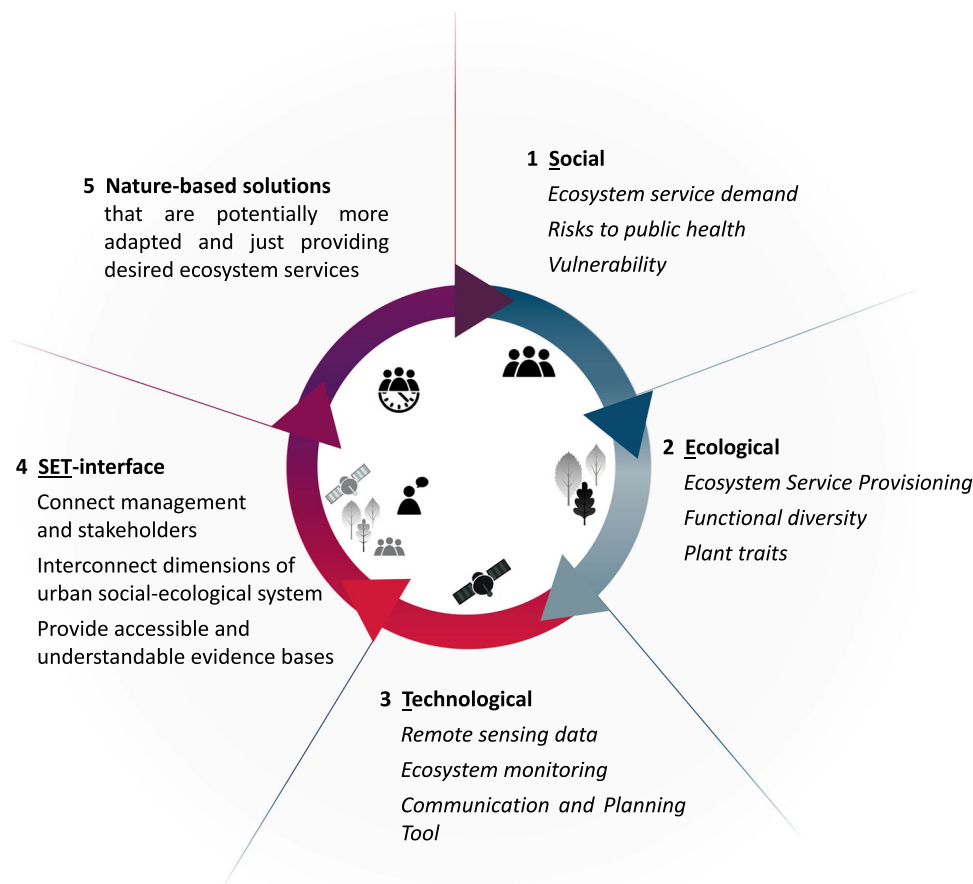 1 Social
Ecosystem service demand
Risks to public health
Vulnerability
2 Ecological
Ecosystem Service Provisioning
Functional diversity
Plant traits
3 Technological
Remote sensing data
Ecosystem monitoring
Communication and Planning
Tool
4 SET-interface
Connect management
and stakeholders
Interconnect dimensions of
urban social-ecological system
Provide accessible and
understandable evidence bases
5 Nature-based solutions
that are potentially more
adapted and just providing
desired ecosystem services